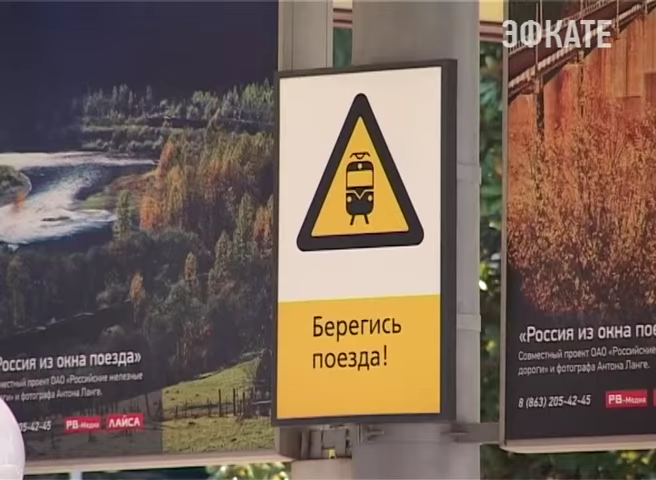 ЭФКАТЕ
Берегись
поезда!
Россия из окна поезда»
вместный проект ОАО «Российские железные
ги» и фотографа Антона Ланге.
05-42-45
РВ-Медиа
ЛАЙСА
«Россия из окна пое
Совместный проект ОАО «Российские
дороги» и фотографа Антона Ланге.
8 (863) 205-42-45
РВ-Медиа